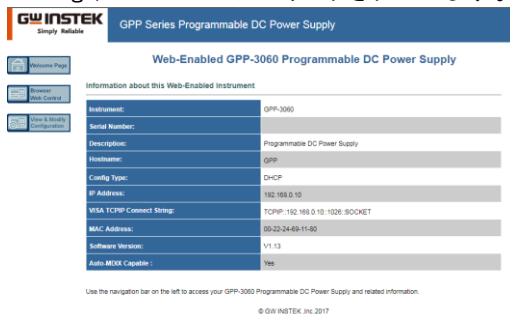 GWINSTEK
Simply Reliable
GPP Series Programmable DC Power Supply
Welcome Page
Browser
Web Control
View & Modify
Configuration
Web-Enabled GPP-3060 Programmable DC Power Supply
Information about this Web-Enabled Instrument
Instrument: GPP-3060
Serial Number:
Description: Programmable DC Power Supply
Hostname: GPP
Config Type: DHCP
IP Address: 192.168.0.10
VISA TCPIP Connect String: TCPIP::192.168.0.10::1026::SOCKET
MAC Address: 00-22-24-69-11-80
Software Version: V1.13
Auto-MDIX Capable : Yes
Use the navigation bar on the left to access your GPP-3060 Programmable DC Power Supply and related information.
© GW INSTEK ,Inc.2017